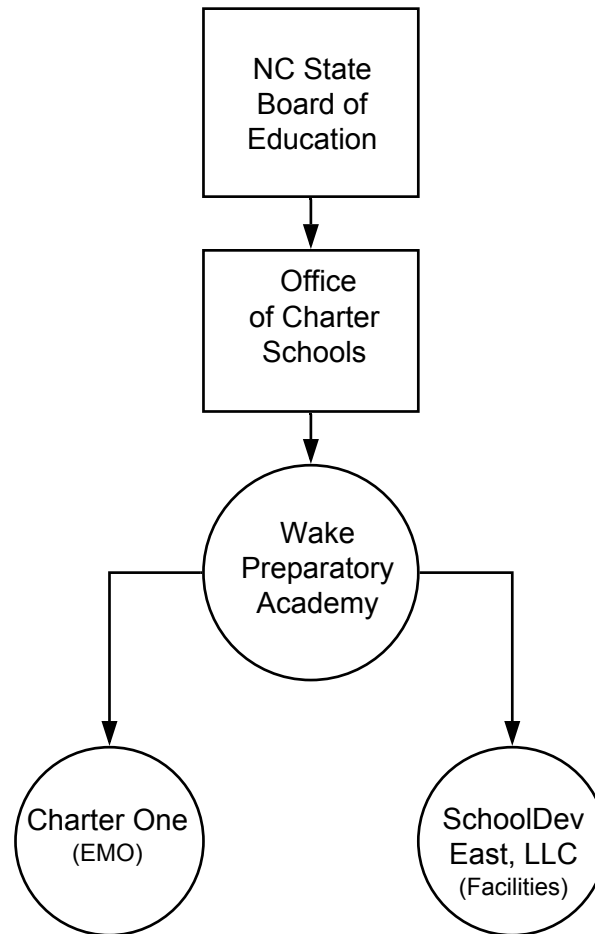 NC State
Board of
Education
Office
of Charter
Schools
Wake
Preparatory
Academy
Charter One
(EMO)
SchoolDev
East, LLC
(Facilities)